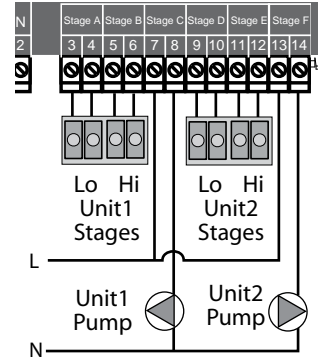 N Stage A Stage B Stage C Stage D Stage E Stage F
2 3 4 5 6 7 8 9 10 11 12 13 14
Lo Hi Lo Hi
Unit1 Unit2
Stages Stages
L
Unit1 Unit2
Pump Pump
N